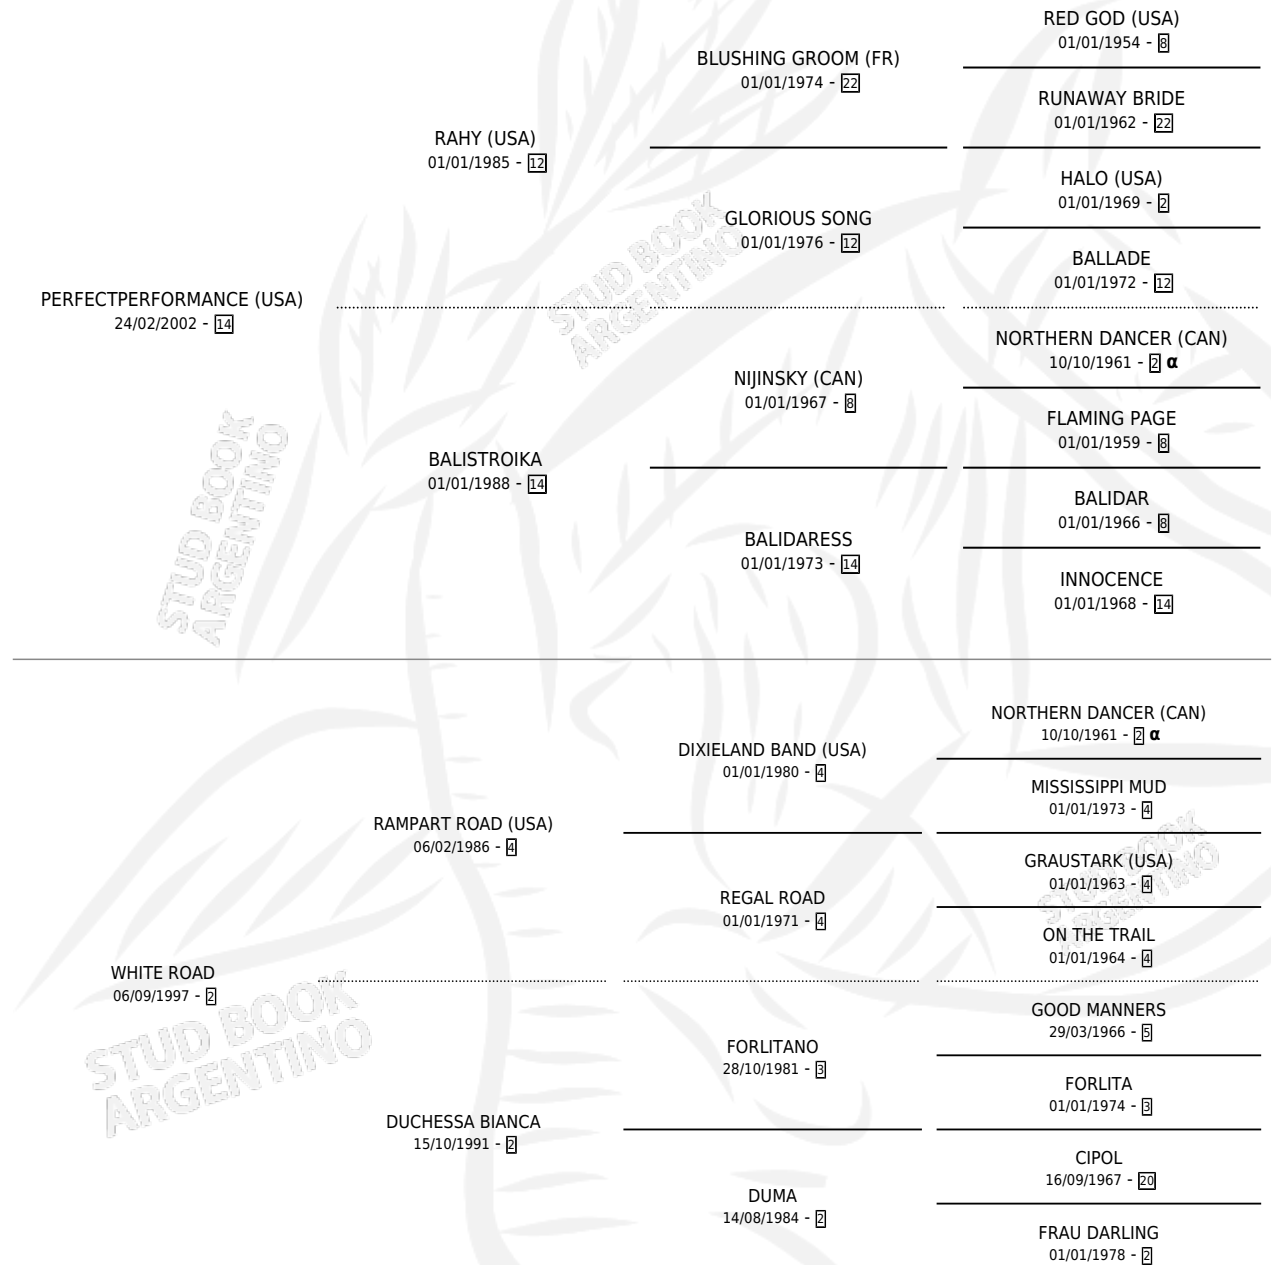 RED GOD (USA)
01/01/1954 - 8
BLUSHING GROOM (FR)
01/01/1974 - 22
RUNAWAY BRIDE
01/01/1962 - 22
RAHY (USA)
01/01/1985 - 12
HALO (USA)
01/01/1969 - 2
GLORIOUS SONG
01/01/1976 - 12
BALLADE
01/01/1972 - 12
PERFECTPERFORMANCE (USA)
24/02/2002 - 14
NORTHERN DANCER (CAN)
10/10/1961 - 2 α
NIJINSKY (CAN)
01/01/1967 - 8
FLAMING PAGE
01/01/1959 - 8
BALISTROIKA
01/01/1988 - 14
BALIDAR
01/01/1966 - 8
BALIDARESS
01/01/1973 - 14
INNOCENCE
01/01/1968 - 14
STUD BOOK
ARGENTINO
STUD BOOK
ARGENTINO
NORTHERN DANCER (CAN)
10/10/1961 - 2 α
DIXIELAND BAND (USA)
01/01/1980 - 4
MISSISSIPPI MUD
01/01/1973 - 4
RAMPART ROAD (USA)
06/02/1986 - 4
GRAUSTARK (USA)
01/01/1963 - 4
REGAL ROAD
01/01/1971 - 4
ON THE TRAIL
01/01/1964 - 4
WHITE ROAD
06/09/1997 - 2
GOOD MANNERS
29/03/1966 - 5
FORLITANO
28/10/1981 - 3
FORLITA
01/01/1974 - 3
DUCHESSA BIANCA
15/10/1991 - 2
CIPOL
16/09/1967 - 20
DUMA
14/08/1984 - 2
FRAU DARLING
01/01/1978 - 2
STUD BOOK
ARGENTINO
STUD BOOK
ARGENTINO